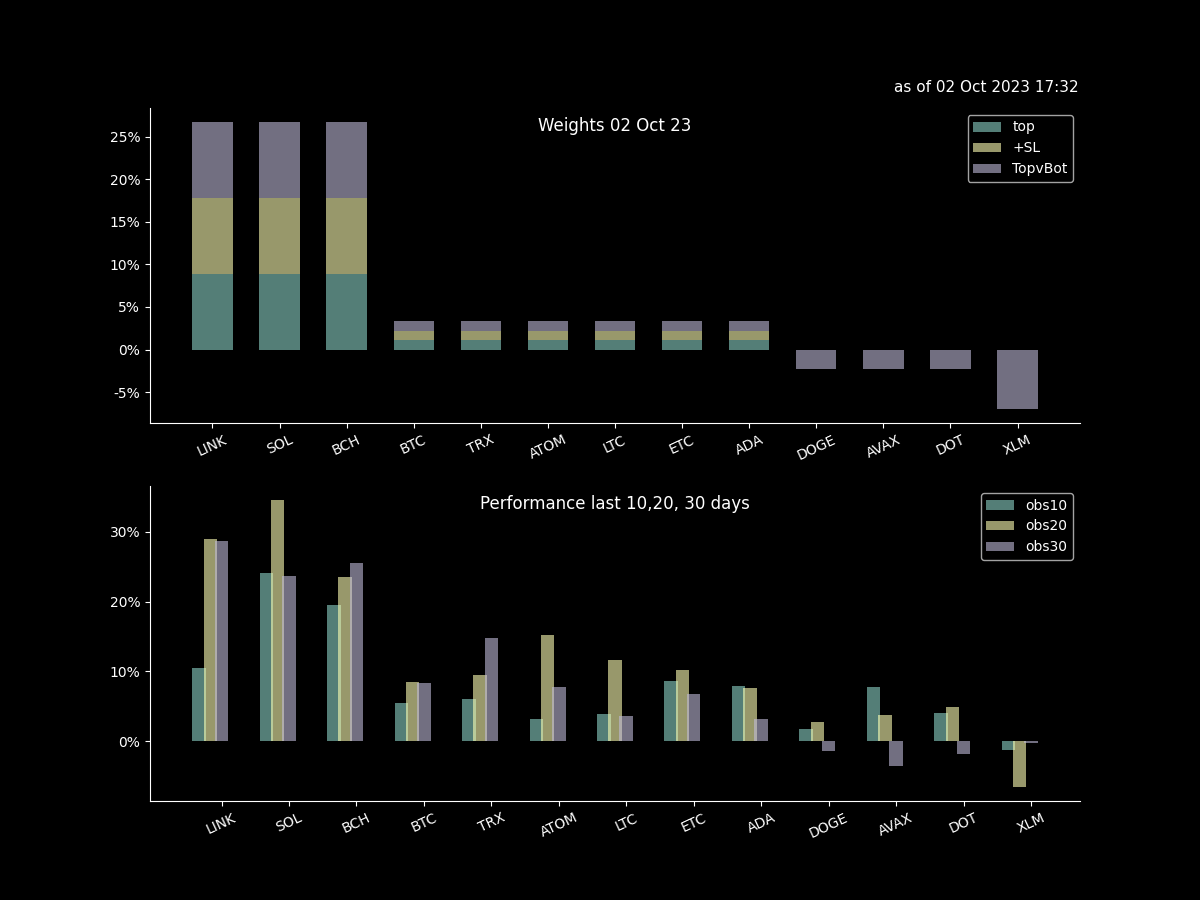 as of 02 Oct 2023 17:32
Weights 02 Oct 23
top
+SL
TopvBot
25%
20%
15%
10%
5%
0%
-5%
LINK SOL BCH BTC TRX ATOM LTC ETC ADA DOGE AVAX DOT XLM
Performance last 10,20, 30 days
obs10
obs20
obs30
30%
20%
10%
0%
LINK SOL BCH BTC TRX ATOM LTC ETC ADA DOGE AVAX DOT XLM